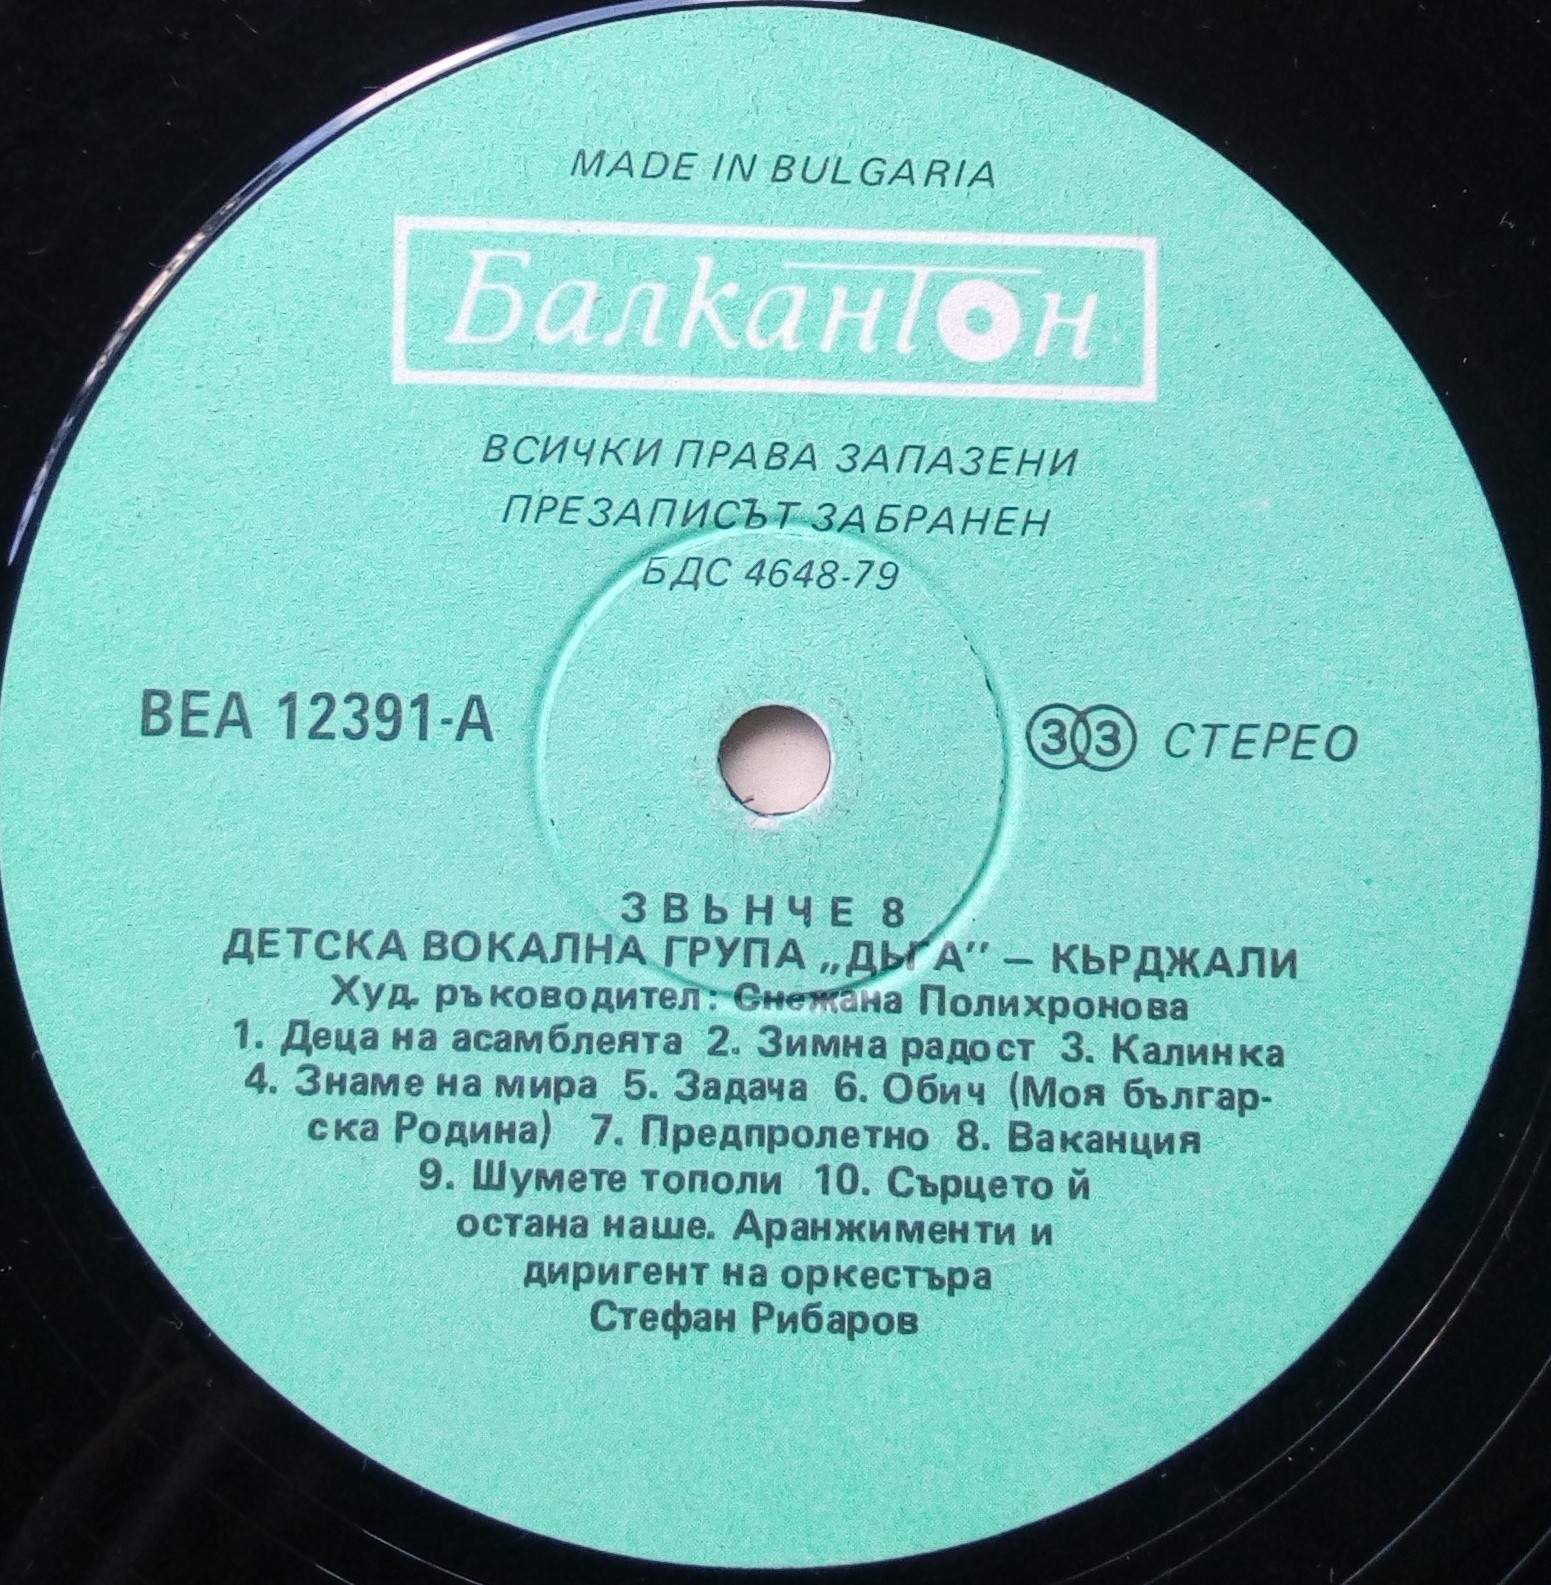 MADE IN BULGARIA
Балкантон
ВСИЧКИ ПРАВА ЗАПАЗЕНИ
ПРЕЗАПИСЪТ ЗАБРАНЕН
БДС 4648-79
ВЕА 12391-А
33 СТЕРЕО
ЗВЪНЧЕ 8
ДЕТСКА ВОКАЛНА ГРУПА „ДЪГА” – КЪРДЖАЛИ
Худ. ръководител: Снежана Полихронова
1. Деца на асамблеята 2. Зимна радост 3. Калинка
4. Знаме на мира 5. Задача 6. Обич (Моя българ-
ска Родина) 7. Предпролетно 8. Ваканция
9. Шумете тополи 10. Сърцето й
остана наше. Аранжименти и
диригент на оркестъра
Стефан Рибаров